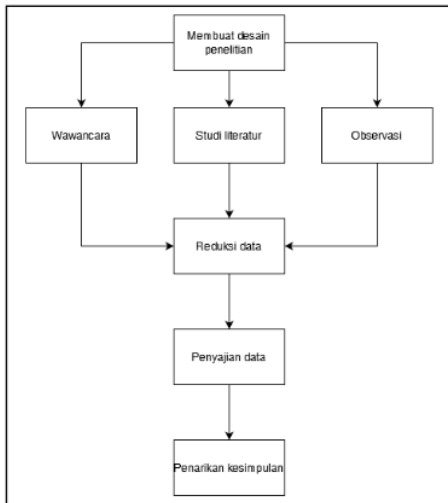 Membuat desain
penelitian
Wawancara
Studi literatur
Observasi
Reduksi data
Penyajian data
Penarikan kesimpulan